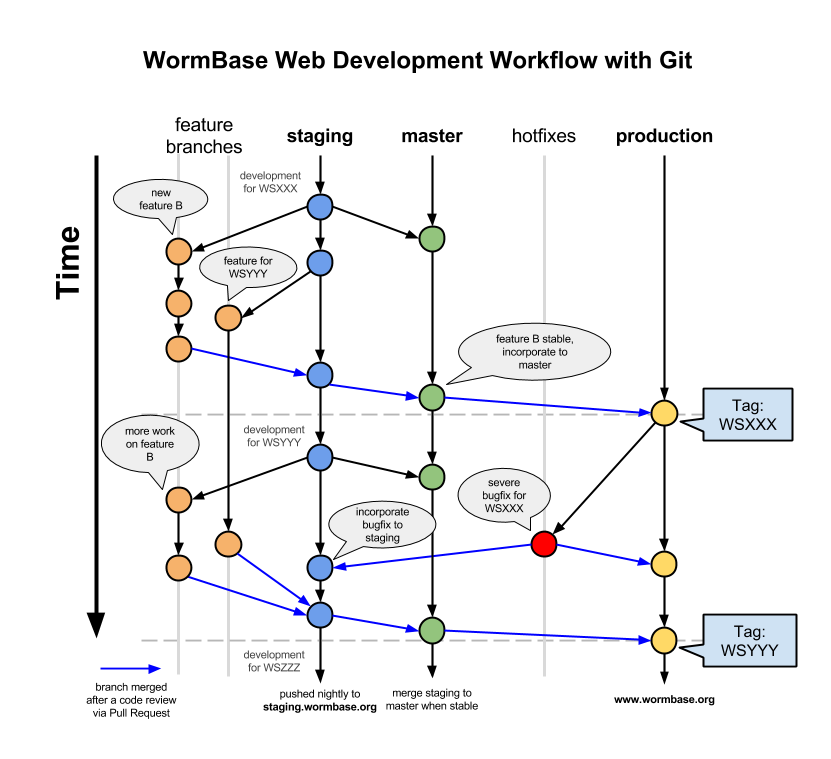 WormBase Web Development Workflow with Git
feature
branches
staging
master
hotfixes
production
development
for WSXXX
new
feature B
feature for
WSYYY
Time
feature B stable,
incorporate to
master
Tag:
WSXXX
more work
on feature
B
development
for WSYYY
severe
bugfix for
WSXXX
incorporate
bugfix to
staging
Tag:
WSYYY
development
for WSZZZ
branch merged
after a code review
via Pull Request
pushed nightly to
staging.wormbase.org
merge staging to
master when stable
www.wormbase.org